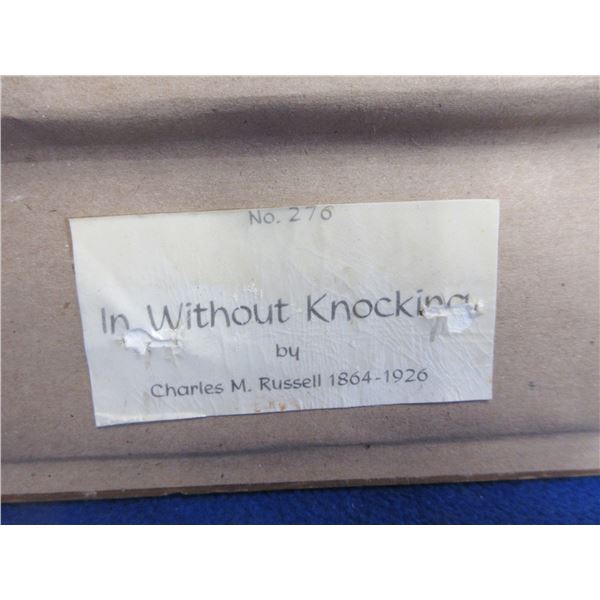 No. 276
In Without Knocking
by
Charles M. Russell 1864-1926